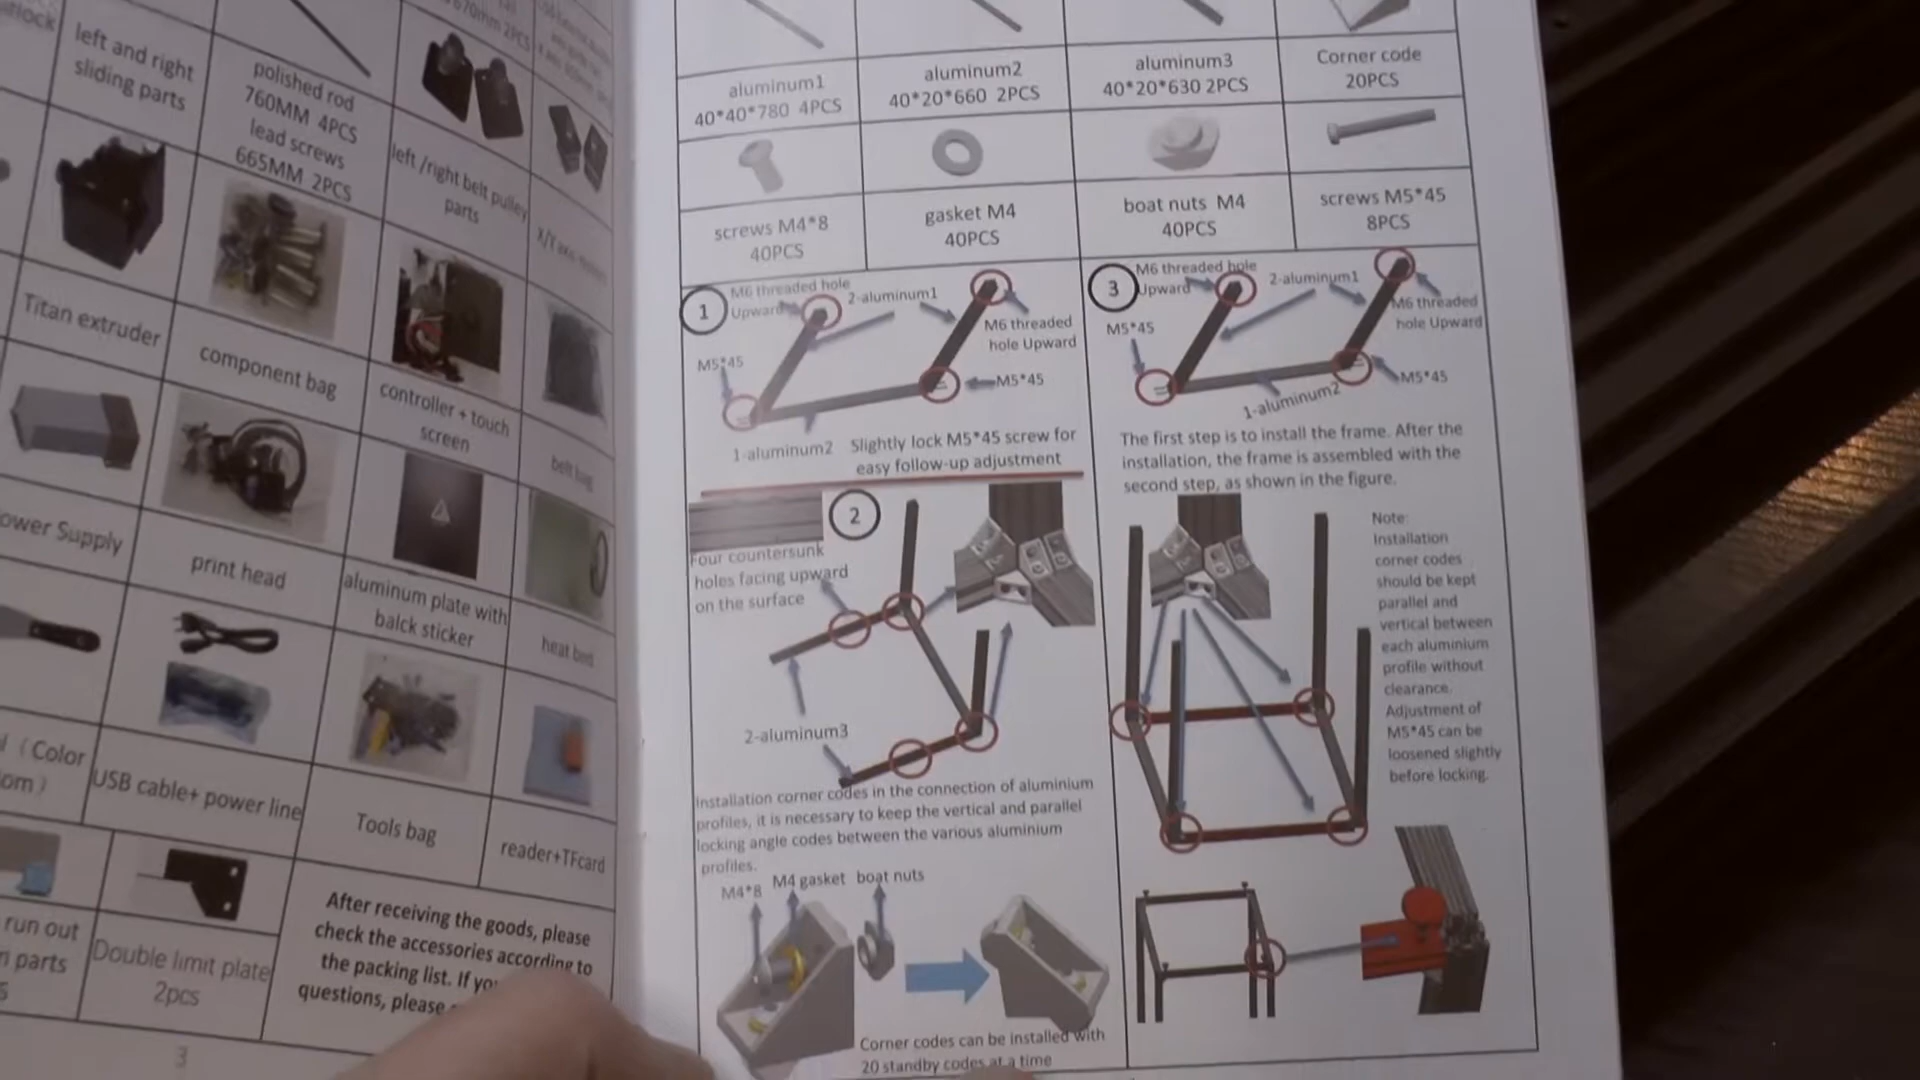 left and right
sliding parts
polished rod
760MM 4PCS
lead screws
665MM 2PCS
left /right belt pulley
parts
Titan extruder
component bag
controller + touch
screen
belt bag
ower Supply
print head
aluminum plate with
balck sticker
heat bed
(Color
om)
USB cable+ power line
Tools bag
reader+TFcard
run out
parts
Double limit plate
2pcs
After receiving the goods, please
check the accessories according to
the packing list. If
questions, please
3
aluminum1
40*40*780 4PCS
aluminum2
40*20*660 2PCS
aluminum3
40*20*630 2PCS
Corner code
20PCS
screws M4*8
40PCS
gasket M4
40PCS
boat nuts M4
40PCS
screws M5*45
8PCS
1
M6 threaded hole
Upward
2-aluminum1
M6 threaded
hole Upward
M5*45
M5*45
1-aluminum2
Slightly lock M5*45 screw for
easy follow-up adjustment
2
Four countersunk
holes facing upward
on the surface
2-aluminum3
Installation corner codes in the connection of aluminium
profiles, it is necessary to keep the vertical and parallel
locking angle codes between the various aluminium
profiles.
M4*8
M4 gasket
boat nuts
Corner codes can be installed with
20 standby codes at a time
3
M6 threaded hole
Upward
2-aluminum1
M6 threaded
hole Upward
M5*45
M5*45
1-aluminum2
The first step is to install the frame. After the
installation, the frame is assembled with the
second step, as shown in the figure.
Note:
Installation
corner codes
should be kept
parallel and
vertical between
each aluminium
profile without
clearance.
Adjustment of
M5*45 can be
loosened slightly
before locking.